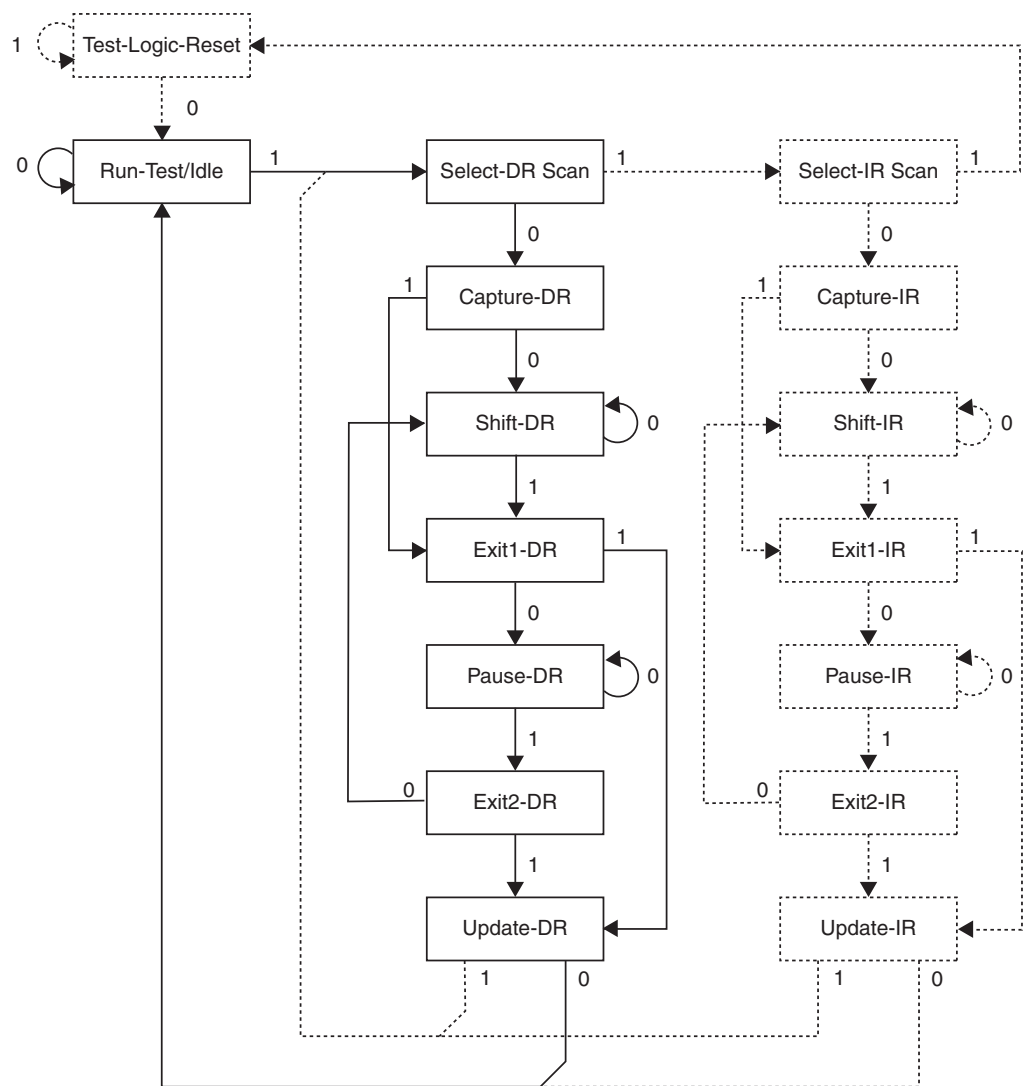 1
Test-Logic-Reset
0
0
Run-Test/Idle
1
Select-DR Scan
1
Select-IR Scan
1
0
0
1
Capture-DR
1
Capture-IR
0
0
Shift-DR
0
Shift-IR
0
1
1
Exit1-DR
1
Exit1-IR
1
0
0
Pause-DR
0
Pause-IR
0
1
1
0
Exit2-DR
0
Exit2-IR
1
1
Update-DR
Update-IR
1
0
1
0